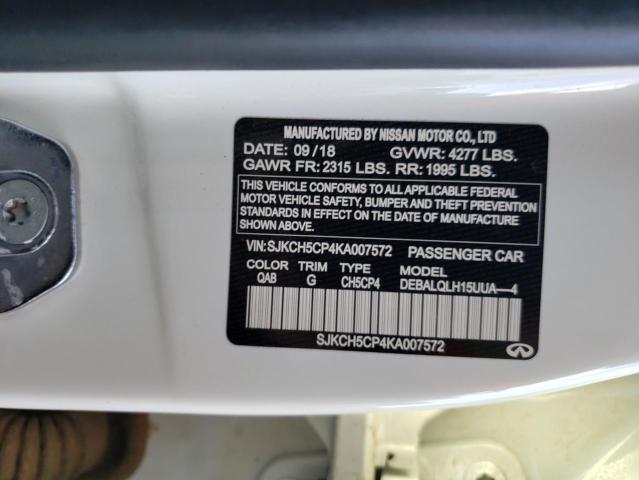 MANUFACTURED BY NISSAN MOTOR CO., LTD
DATE: 09/18 GVWR: 4277 LBS.
GAWR FR: 2315 LBS. RR: 1995 LBS.
THIS VEHICLE CONFORMS TO ALL APPLICABLE FEDERAL
MOTOR VEHICLE SAFETY, BUMPER AND THEFT PREVENTION
STANDARDS IN EFFECT ON THE DATE OF MANUFACTURE
SHOWN ABOVE.
VIN: SJKCH5CP4KA007572 PASSENGER CAR
COLOR TRIM TYPE MODEL
QAB G CH5CP4 DEBALQLH15UUA—4
SJKCH5CP4KA007572